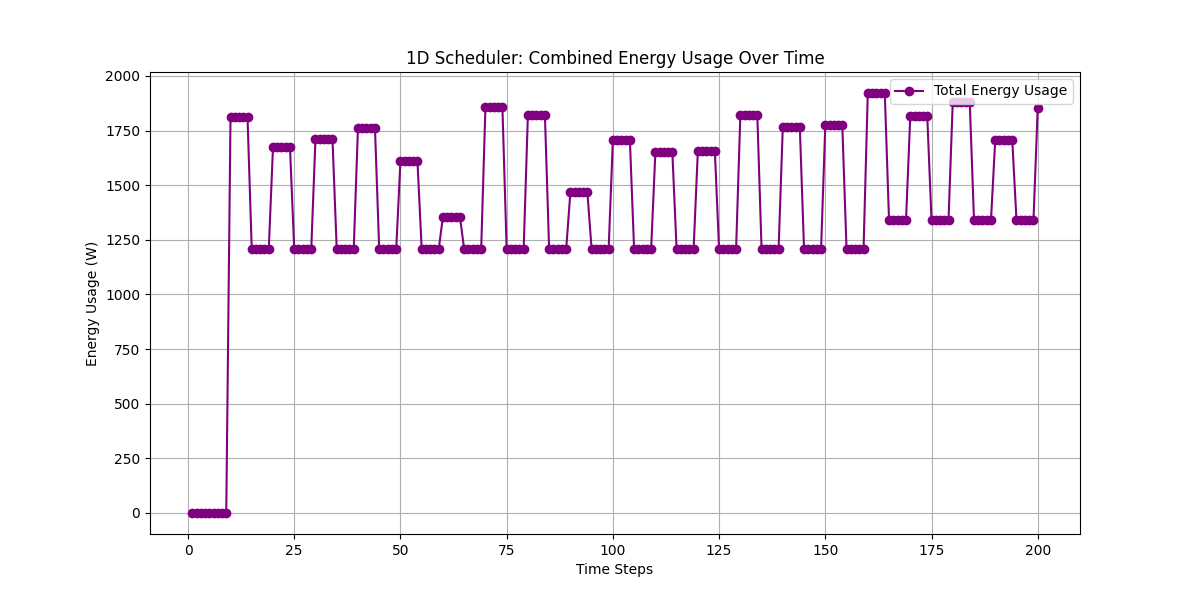 1D Scheduler: Combined Energy Usage Over Time
Total Energy Usage
Energy Usage (W)
2000
1750
1500
1250
1000
750
500
250
0
0 25 50 75 100 125 150 175 200
Time Steps